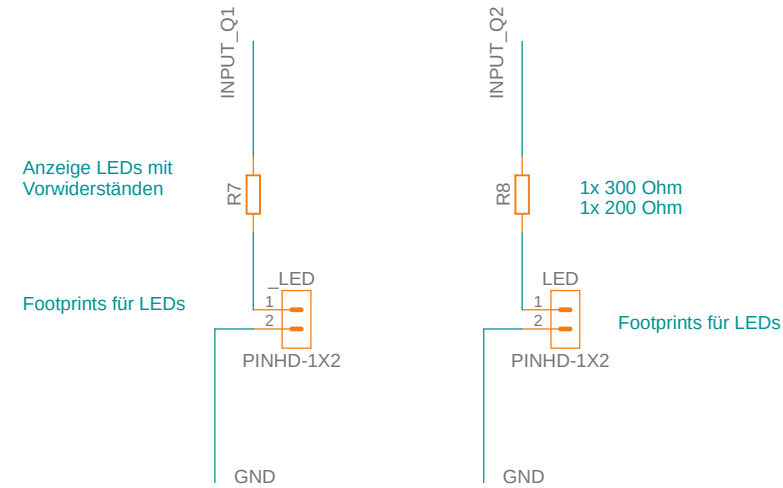 INPUT_Q1
INPUT_Q2
Anzeige LEDs mit
Vorwiderständen
R7
R8
1x 300 Ohm
1x 200 Ohm
_LED
LED
Footprints für LEDs
1
2
1
2
Footprints für LEDs
PINHD-1X2
PINHD-1X2
GND
GND